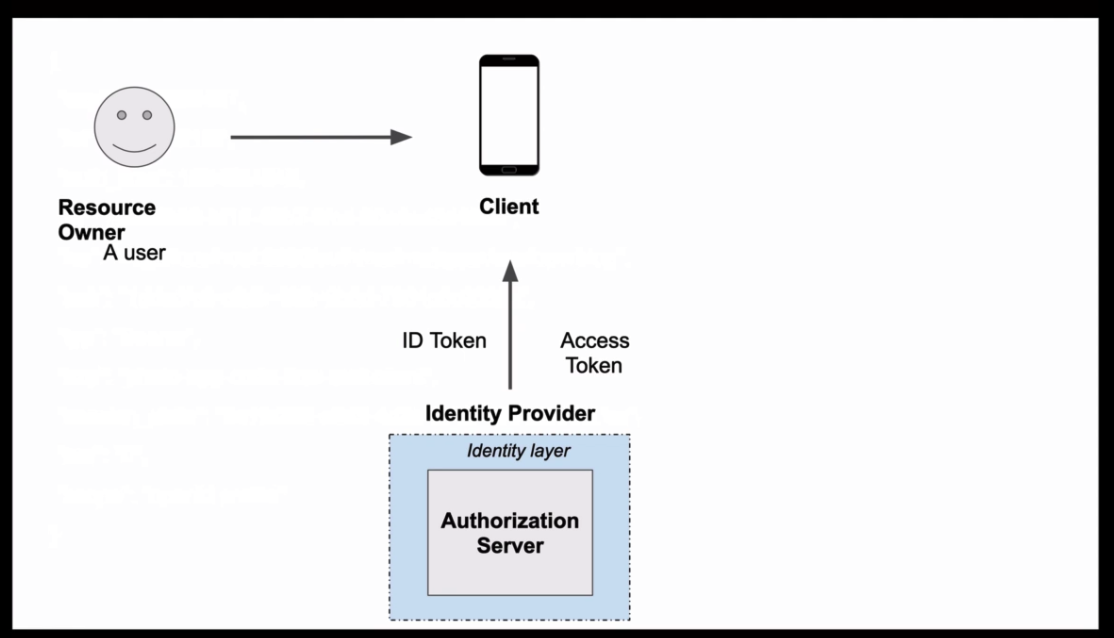 Resource
Owner
A user
Client
ID Token
Access
Token
Identity Provider
Identity layer
Authorization
Server